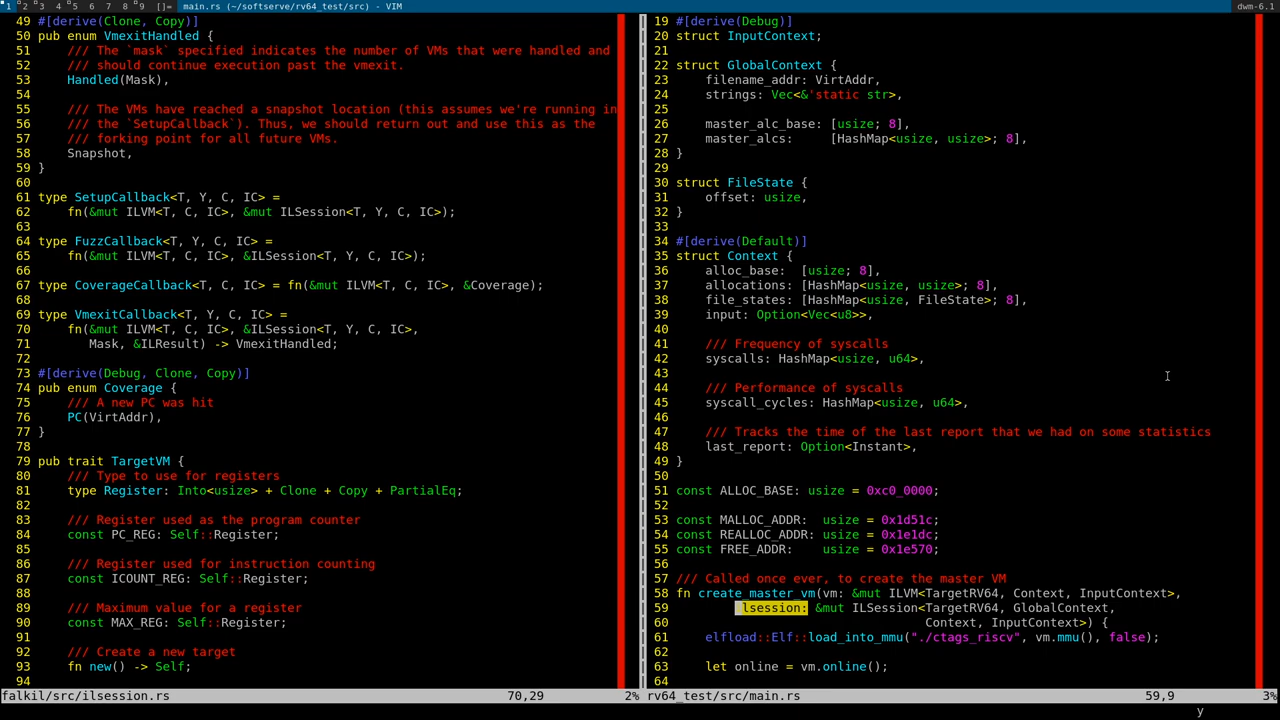 1 2 3 4 5 6 7 8 9 []= main.rs (~/softserve/rv64_test/src) - VIM dwm-6.1
49 #[derive(Clone, Copy)]
50 pub enum VmexitHandled {
51     /// The `mask` specified indicates the number of VMs that were handled and
52     /// should continue execution past the vmexit.
53     Handled(Mask),
54
55     /// The VMs have reached a snapshot location (this assumes we're running in
56     /// the `SetupCallback`). Thus, we should return out and use this as the
57     /// forking point for all future VMs.
58     Snapshot,
59 }
60
61 type SetupCallback<T, Y, C, IC> =
62     fn(&mut ILVM<T, C, IC>, &mut ILSession<T, Y, C, IC>);
63
64 type FuzzCallback<T, Y, C, IC> =
65     fn(&mut ILVM<T, C, IC>, &ILSession<T, Y, C, IC>);
66
67 type CoverageCallback<T, C, IC> = fn(&mut ILVM<T, C, IC>, &Coverage);
68
69 type VmexitCallback<T, Y, C, IC> =
70     fn(&mut ILVM<T, C, IC>, &ILSession<T, Y, C, IC>,
71        Mask, &ILResult) -> VmexitHandled;
72
73 #[derive(Debug, Clone, Copy)]
74 pub enum Coverage {
75     /// A new PC was hit
76     PC(VirtAddr),
77 }
78
79 pub trait TargetVM {
80     /// Type to use for registers
81     type Register: Into<usize> + Clone + Copy + PartialEq;
82
83     /// Register used as the program counter
84     const PC_REG: Self::Register;
85
86     /// Register used for instruction counting
87     const ICOUNT_REG: Self::Register;
88
89     /// Maximum value for a register
90     const MAX_REG: Self::Register;
91
92     /// Create a new target
93     fn new() -> Self;
94
falkil/src/ilsession.rs 70,29 2%
19 #[derive(Debug)]
20 struct InputContext;
21
22 struct GlobalContext {
23     filename_addr: VirtAddr,
24     strings: Vec<&'static str>,
25
26     master_alc_base: [usize; 8],
27     master_alcs:     [HashMap<usize, usize>; 8],
28 }
29
30 struct FileState {
31     offset: usize,
32 }
33
34 #[derive(Default)]
35 struct Context {
36     alloc_base:  [usize; 8],
37     allocations: [HashMap<usize, usize>; 8],
38     file_states: [HashMap<usize, FileState>; 8],
39     input: Option<Vec<u8>>,
40
41     /// Frequency of syscalls
42     syscalls: HashMap<usize, u64>,
43
44     /// Performance of syscalls
45     syscall_cycles: HashMap<usize, u64>,
46
47     /// Tracks the time of the last report that we had on some statistics
48     last_report: Option<Instant>,
49 }
50
51 const ALLOC_BASE: usize = 0xc0_0000;
52
53 const MALLOC_ADDR:  usize = 0x1d51c;
54 const REALLOC_ADDR: usize = 0x1e1dc;
55 const FREE_ADDR:    usize = 0x1e570;
56
57 /// Called once ever, to create the master VM
58 fn create_master_vm(vm: &mut ILVM<TargetRV64, Context, InputContext>,
59         lsession: &mut ILSession<TargetRV64, GlobalContext,
60                                  Context, InputContext>) {
61     elfload::Elf::load_into_mmu("./ctags_riscv", vm.mmu(), false);
62
63     let online = vm.online();
64
rv64_test/src/main.rs 59,9 3%
y